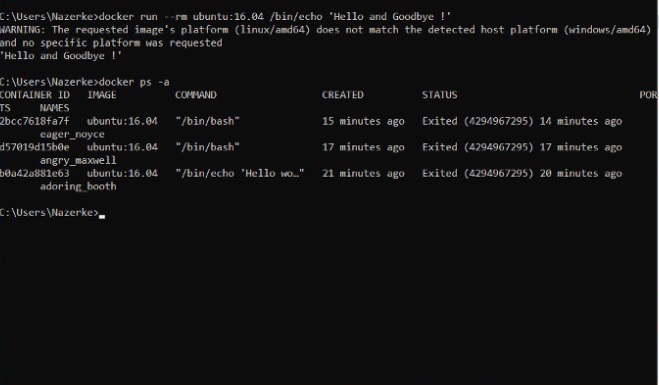 C:\Users\Nazerke>docker run --rm ubuntu:16.04 /bin/echo 'Hello and Goodbye !'
WARNING: The requested image's platform (linux/amd64) does not match the detected host platform (windows/amd64)
and no specific platform was requested
'Hello and Goodbye !'
C:\Users\Nazerke>docker ps -a
CONTAINER ID   IMAGE          COMMAND                  CREATED          STATUS                           POR
TS     NAMES
2bcc7618fa7f   ubuntu:16.04   "/bin/bash"              15 minutes ago   Exited (4294967295) 14 minutes ago
       eager_noyce
d57019d15b0e   ubuntu:16.04   "/bin/bash"              17 minutes ago   Exited (4294967295) 17 minutes ago
       angry_maxwell
b0a42a881e63   ubuntu:16.04   "/bin/echo 'Hello wo…"   21 minutes ago   Exited (4294967295) 20 minutes ago
       adoring_booth
C:\Users\Nazerke>